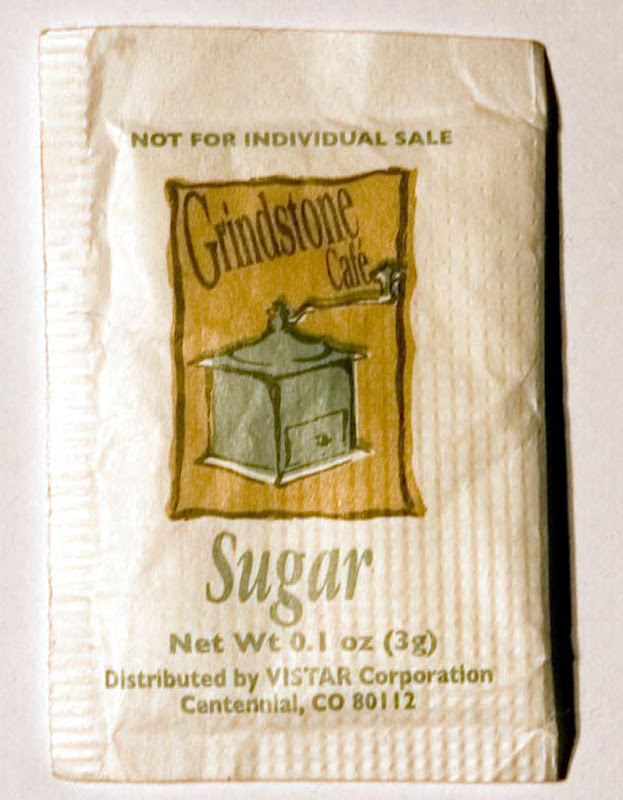 NOT FOR INDIVIDUAL SALE
Grindstone
Café
Sugar
Net Wt 0.1 oz (3g)
Distributed by VISTAR Corporation
Centennial, CO 80112